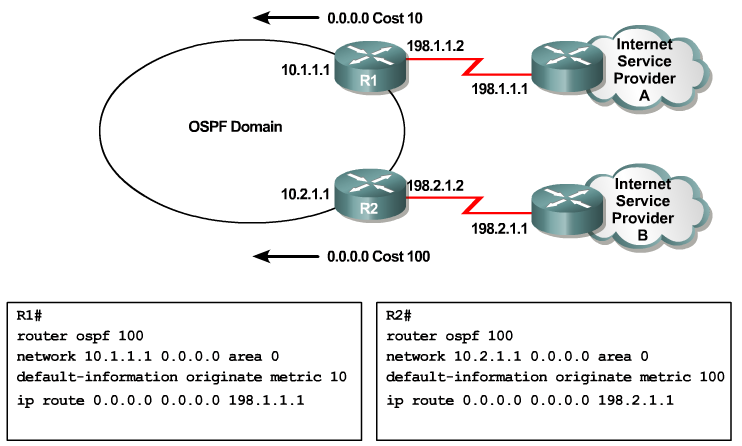 0.0.0.0 Cost 10
198.1.1.2
10.1.1.1
R1
198.1.1.1
Internet
Service
Provider
A
OSPF Domain
10.2.1.1
R2
198.2.1.2
198.2.1.1
Internet
Service
Provider
B
0.0.0.0 Cost 100
R1#
router ospf 100
network 10.1.1.1 0.0.0.0 area 0
default-information originate metric 10
ip route 0.0.0.0 0.0.0.0 198.1.1.1
R2#
router ospf 100
network 10.2.1.1 0.0.0.0 area 0
default-information originate metric 100
ip route 0.0.0.0 0.0.0.0 198.2.1.1